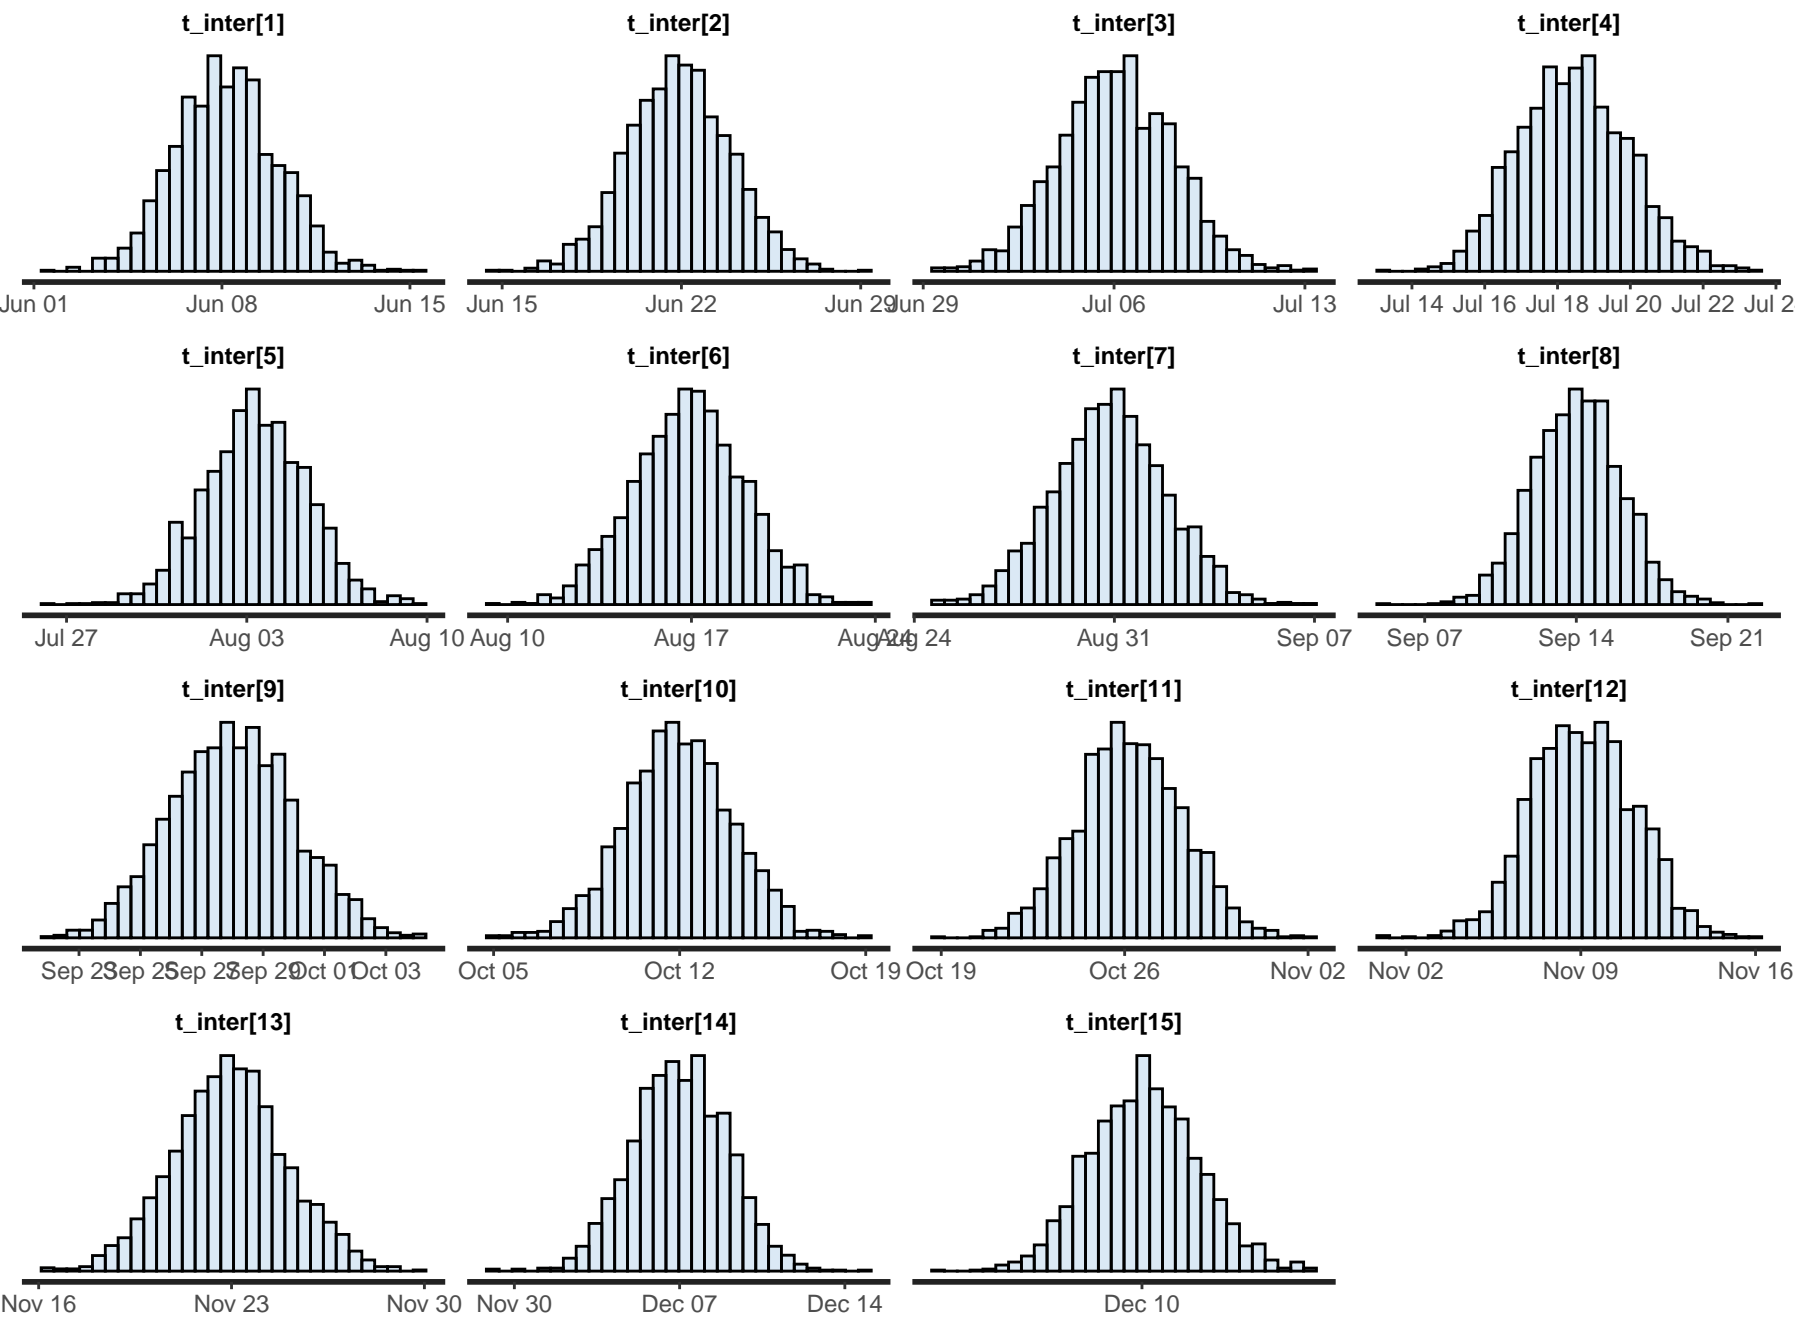 t_inter[1] t_inter[2] t_inter[3] t_inter[4]
Jun 01 Jun 08 Jun 15 Jun 15 Jun 22 Jun 29 Jun 29 Jul 06 Jul 13 Jul 14 Jul 16 Jul 18 Jul 20 Jul 22 Jul 2
t_inter[5] t_inter[6] t_inter[7] t_inter[8]
Jul 27 Aug 03 Aug 10 Aug 10 Aug 17 Aug 24 Aug 24 Aug 31 Sep 07 Sep 07 Sep 14 Sep 21
t_inter[9] t_inter[10] t_inter[11] t_inter[12]
Sep 23 Sep 25 Sep 27 Sep 29 Oct 01 Oct 03 Oct 05 Oct 12 Oct 19 Oct 19 Oct 26 Nov 02 Nov 02 Nov 09 Nov 16
t_inter[13] t_inter[14] t_inter[15]
Nov 16 Nov 23 Nov 30 Nov 30 Dec 07 Dec 14 Dec 10